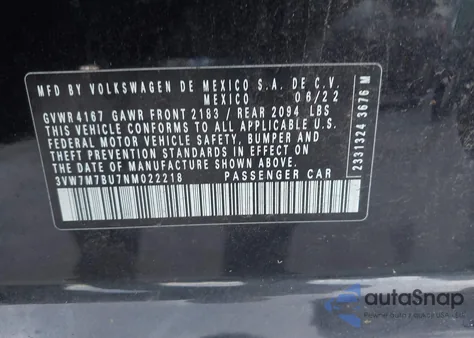 MFD BY VOLKSWAGEN DE MEXICO S.A. DE C.V.
MEXICO 06/22
GVWR 4167 GAWR FRONT 2183 / REAR 2094 LBS
THIS VEHICLE CONFORMS TO ALL APPLICABLE U.S.
FEDERAL MOTOR VEHICLE SAFETY, BUMPER, AND
THEFT PREVENTION STANDARDS IN EFFECT ON
THE DATE OF MANUFACTURE SHOWN ABOVE.
3VW7M7BU7NM022218 PASSENGER CAR
2331324 3676 M
autoSnap